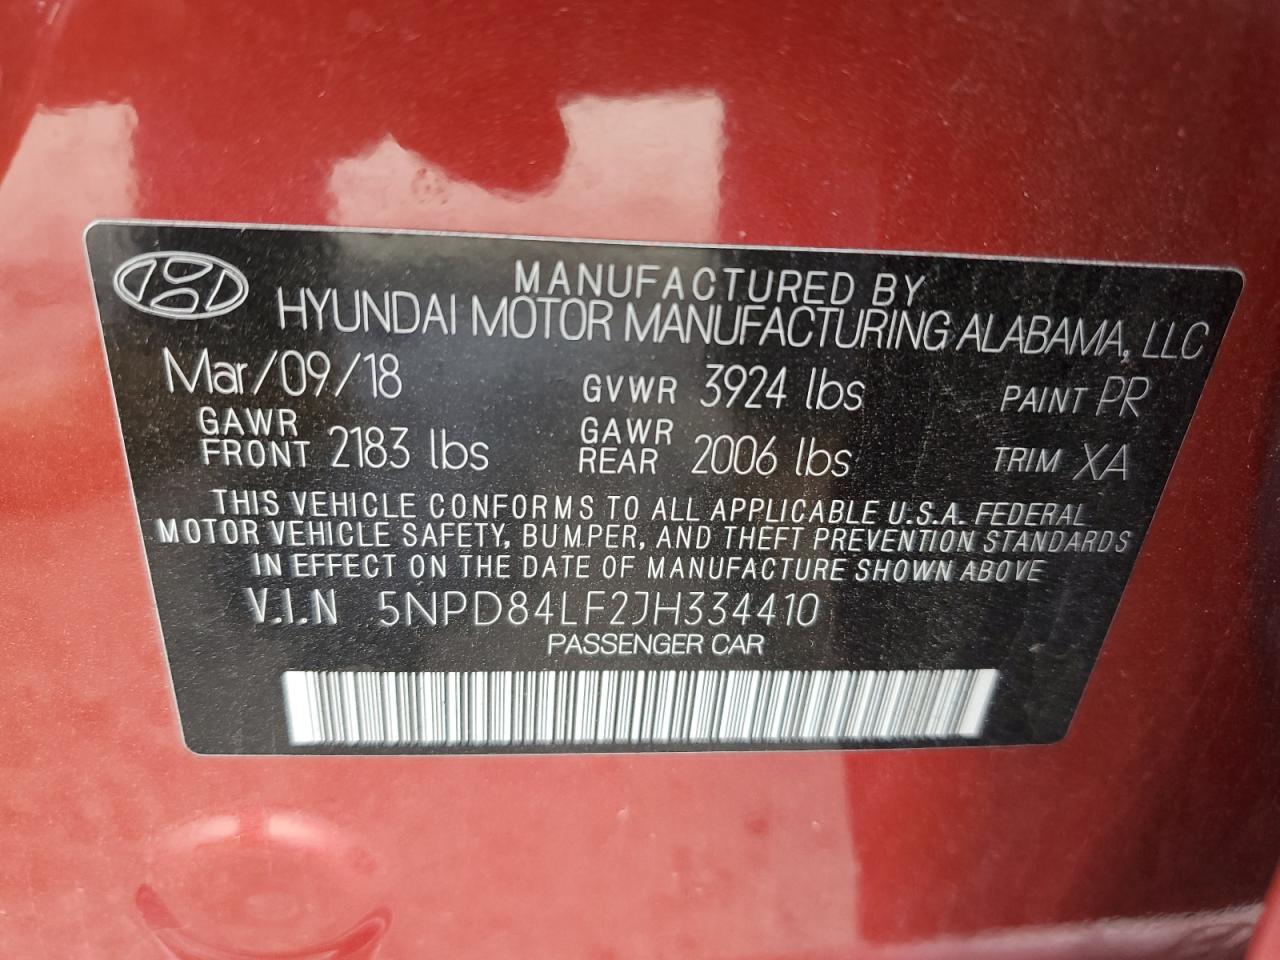 MANUFACTURED BY
HYUNDAI MOTOR MANUFACTURING ALABAMA, LLC
Mar/09/18 GVWR 3924 lbs PAINT PR
GAWR FRONT 2183 lbs GAWR REAR 2006 lbs TRIM XA
THIS VEHICLE CONFORMS TO ALL APPLICABLE U.S.A. FEDERAL
MOTOR VEHICLE SAFETY, BUMPER, AND THEFT PREVENTION STANDARDS
IN EFFECT ON THE DATE OF MANUFACTURE SHOWN ABOVE
V.I.N 5NPD84LF2JH334410
PASSENGER CAR